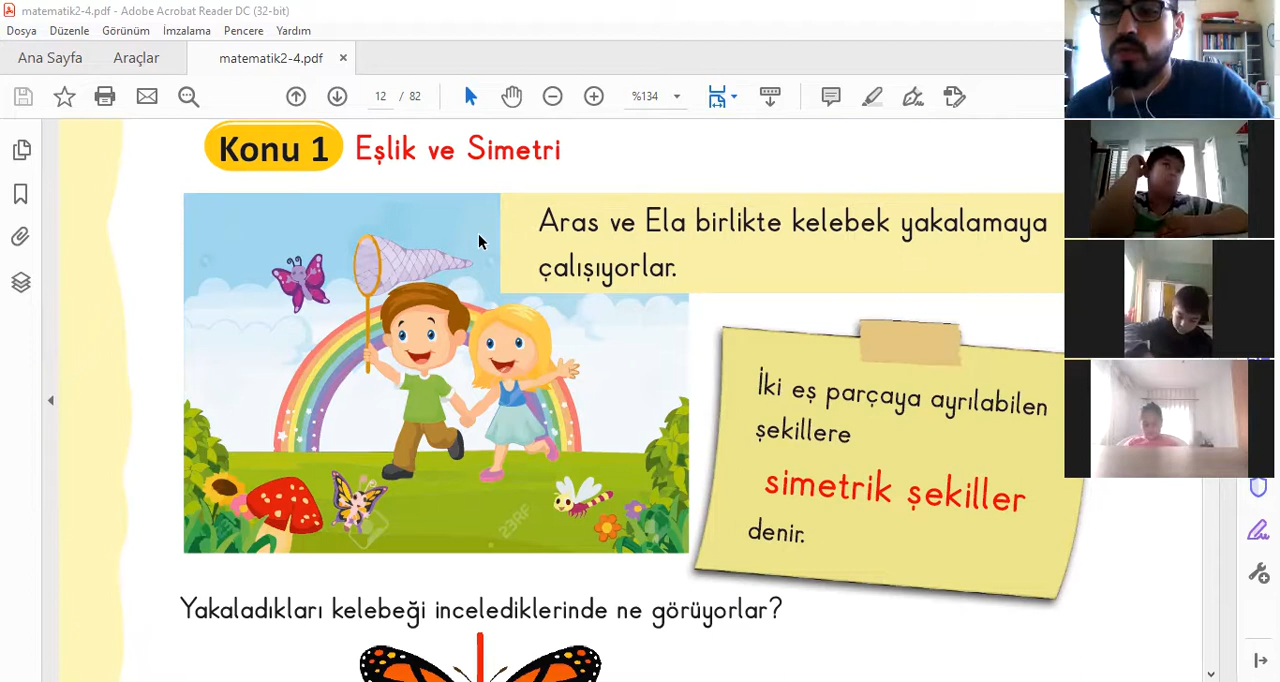 matematik2-4.pdf - Adobe Acrobat Reader DC (32-bit)
Dosya Düzenle Görünüm İmzalama Pencere Yardım
Ana Sayfa Araçlar matematik2-4.pdf ×
12 / 82 %134
Konu 1 Eşlik ve Simetri
Aras ve Ela birlikte kelebek yakalamaya
çalışıyorlar.
İki eş parçaya ayrılabilen
şekillere
simetrik şekiller
denir.
123RF
Yakaladıkları kelebeği incelediklerinde ne görüyorlar?